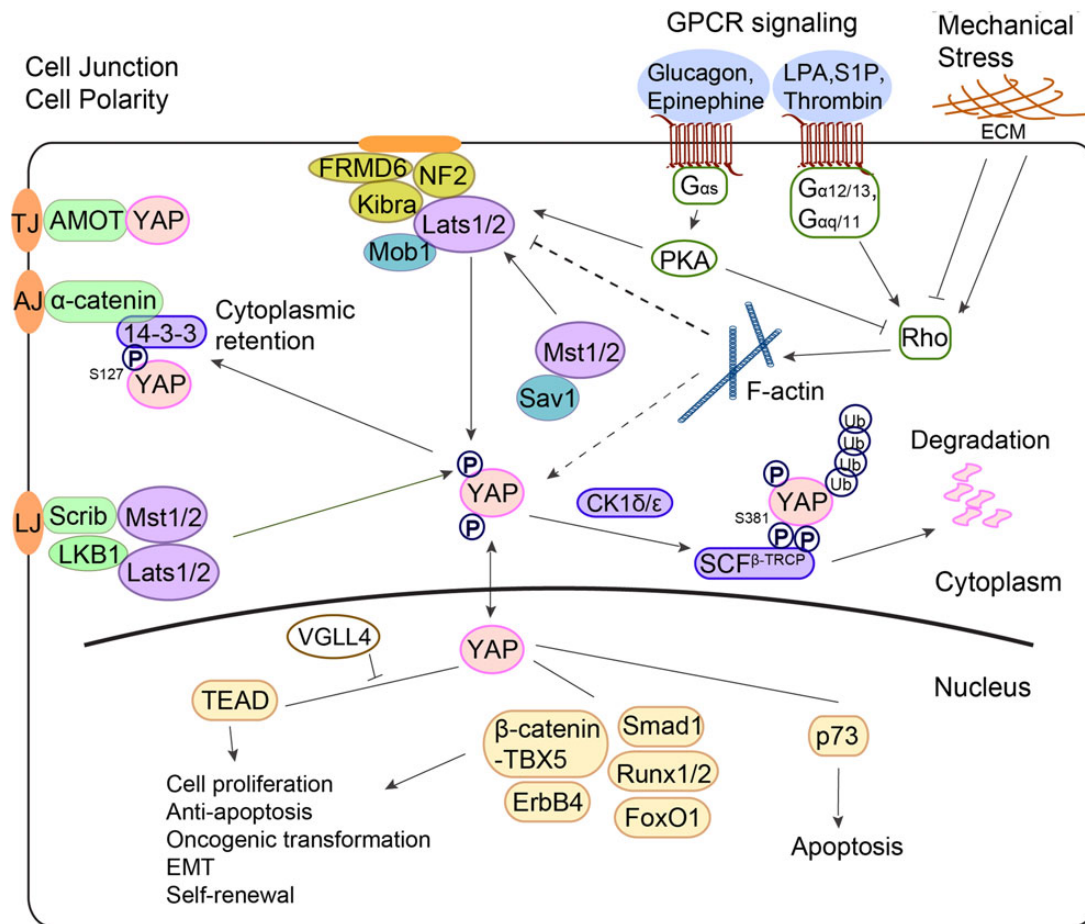 GPCR signaling
Mechanical
Stress
Cell Junction
Cell Polarity
Glucagon,
Epinephine
LPA,S1P,
Thrombin
ECM
FRMD6
NF2
Kibra
Lats1/2
Mob1
Gαs
Gα12/13,
Gαq/11
PKA
Rho
TJ
AMOT
YAP
AJ
α-catenin
14-3-3
P
S127
YAP
Cytoplasmic
retention
Mst1/2
Sav1
F-actin
Ub
Ub
Ub
Ub
Degradation
P
YAP
P
CK1δ/ε
P
YAP
S381
P
P
SCFβ-TRCP
LJ
Scrib
Mst1/2
LKB1
Lats1/2
Cytoplasm
VGLL4
YAP
Nucleus
TEAD
β-catenin
-TBX5
Smad1
Runx1/2
ErbB4
FoxO1
p73
Cell proliferation
Anti-apoptosis
Oncogenic transformation
EMT
Self-renewal
Apoptosis